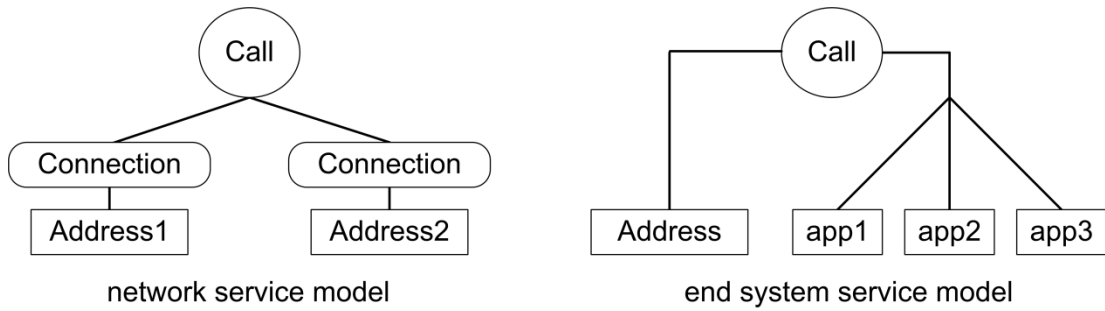 Call
Connection
Connection
Address1
Address2
network service model
Call
Address
app1
app2
app3
end system service model